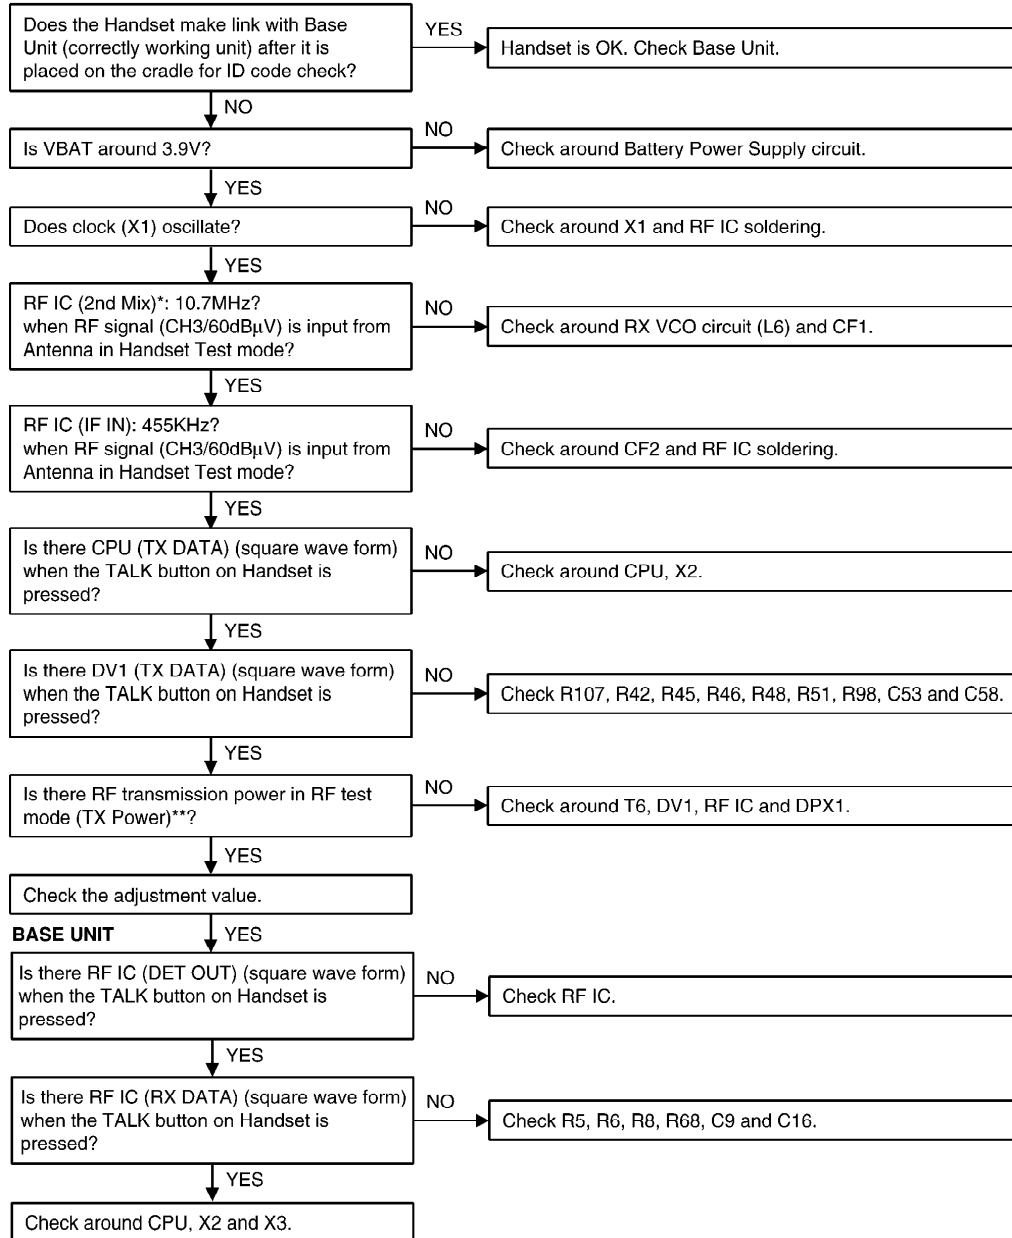 Does the Handset make link with Base
Unit (correctly working unit) after it is
placed on the cradle for ID code check?
YES
Handset is OK. Check Base Unit.
NO
Is VBAT around 3.9V?
NO
Check around Battery Power Supply circuit.
YES
Does clock (X1) oscillate?
NO
Check around X1 and RF IC soldering.
YES
RF IC (2nd Mix)*: 10.7MHz?
when RF signal (CH3/60dBµV) is input from
Antenna in Handset Test mode?
NO
Check around RX VCO circuit (L6) and CF1.
YES
RF IC (IF IN): 455KHz?
when RF signal (CH3/60dBµV) is input from
Antenna in Handset Test mode?
NO
Check around CF2 and RF IC soldering.
YES
Is there CPU (TX DATA) (square wave form)
when the TALK button on Handset is
pressed?
NO
Check around CPU, X2.
YES
Is there DV1 (TX DATA) (square wave form)
when the TALK button on Handset is
pressed?
NO
Check R107, R42, R45, R46, R48, R51, R98, C53 and C58.
YES
Is there RF transmission power in RF test
mode (TX Power)**?
NO
Check around T6, DV1, RF IC and DPX1.
YES
Check the adjustment value.
BASE UNIT
YES
Is there RF IC (DET OUT) (square wave form)
when the TALK button on Handset is
pressed?
NO
Check RF IC.
YES
Is there RF IC (RX DATA) (square wave form)
when the TALK button on Handset is
pressed?
NO
Check R5, R6, R8, R68, C9 and C16.
YES
Check around CPU, X2 and X3.